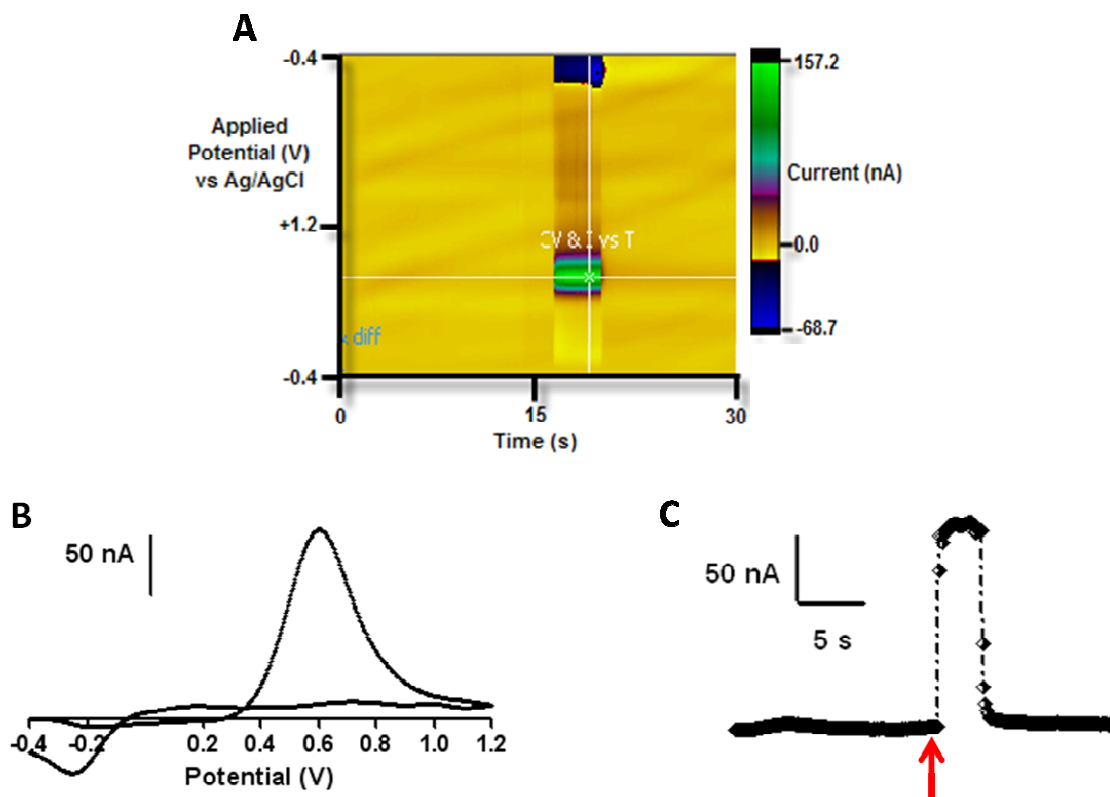 A
-0.4
157.2
Applied
Potential (V)
vs Ag/AgCl
Current (nA)
+1.2
CV & I vs T
0.0
diff
-68.7
-0.4
0
15
30
Time (s)
B
C
50 nA
50 nA
5 s
-0.4 -0.2 0.2 0.4 0.6 0.8 1.0 1.2
Potential (V)